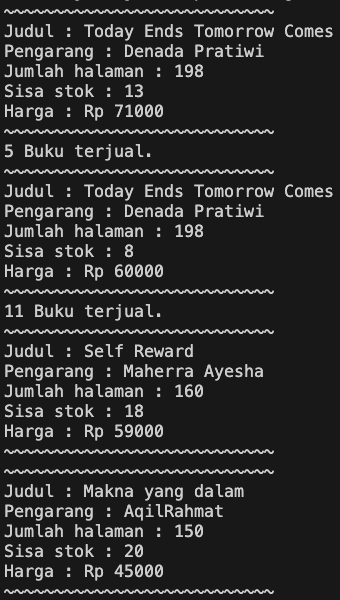 ~~~~~~~~~~~~~~~~~~~~~~~~~~~
Judul : Today Ends Tomorrow Comes
Pengarang : Denada Pratiwi
Jumlah halaman : 198
Sisa stok : 13
Harga : Rp 71000
~~~~~~~~~~~~~~~~~~~~~~~~~~~
5 Buku terjual.
~~~~~~~~~~~~~~~~~~~~~~~~~~~
Judul : Today Ends Tomorrow Comes
Pengarang : Denada Pratiwi
Jumlah halaman : 198
Sisa stok : 8
Harga : Rp 60000
~~~~~~~~~~~~~~~~~~~~~~~~~~~
11 Buku terjual.
~~~~~~~~~~~~~~~~~~~~~~~~~~~
Judul : Self Reward
Pengarang : Maherra Ayesha
Jumlah halaman : 160
Sisa stok : 18
Harga : Rp 59000
~~~~~~~~~~~~~~~~~~~~~~~~~~~
~~~~~~~~~~~~~~~~~~~~~~~~~~~
Judul : Makna yang dalam
Pengarang : AqilRahmat
Jumlah halaman : 150
Sisa stok : 20
Harga : Rp 45000
~~~~~~~~~~~~~~~~~~~~~~~~~~~